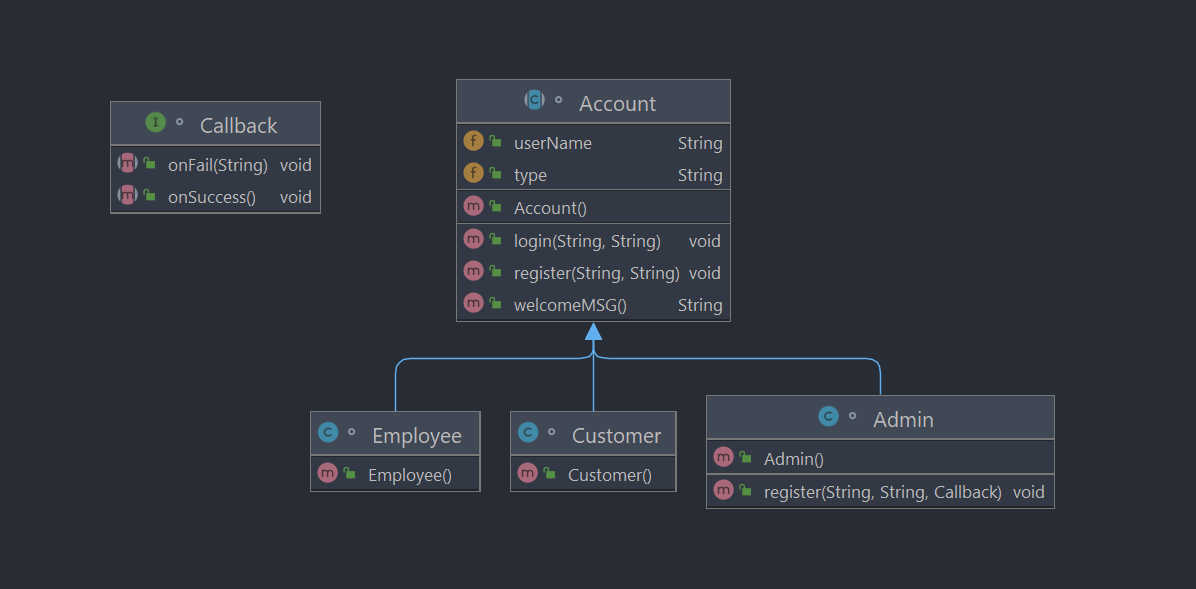 Callback
onFail(String) void
onSuccess() void
Account
userName String
type String
Account()
login(String, String) void
register(String, String) void
welcomeMSG() String
Employee
Employee()
Customer
Customer()
Admin
Admin()
register(String, String, Callback) void